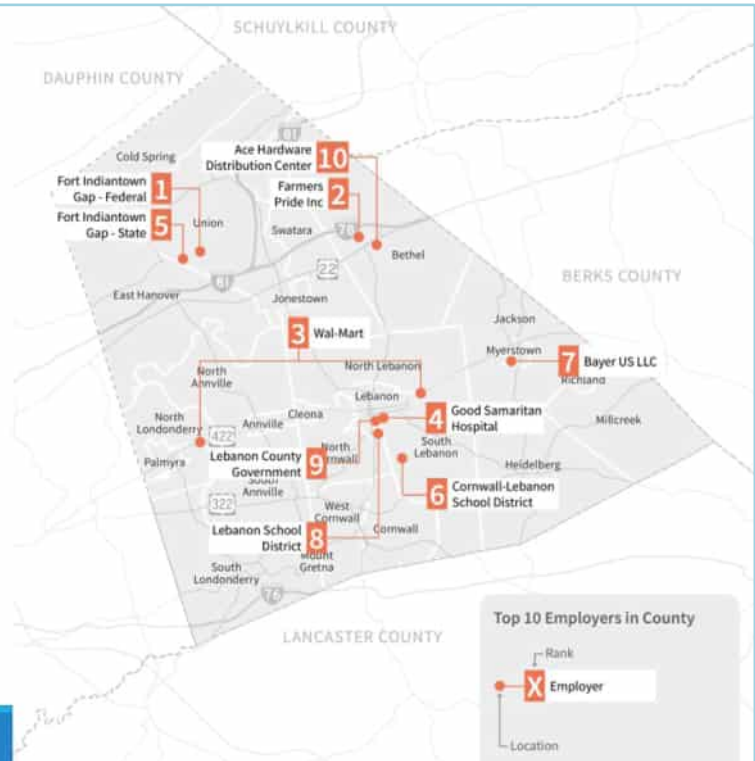 SCHUYLKILL COUNTY
DAUPHIN COUNTY
81
Cold Spring
Ace Hardware
Distribution Center
10
Fort Indiantown
Gap - Federal
1
Farmers
Pride Inc
2
Fort Indiantown
Gap - State
5
Union
Swatara
78
Bethel
22
BERKS COUNTY
81
East Hanover
Jonestown
Jackson
3
Wal-Mart
Myerstown
7
Bayer US LLC
Richland
North
Annville
North Lebanon
Lebanon
North
Londonderry
Annville
Cleona
4
Good Samaritan
Hospital
Millcreek
422
Palmyra
Lebanon County
Government
9
North
South
Lebanon
Heidelberg
Annville
6
Cornwall-Lebanon
School District
322
West
Cornwall
Lebanon School
District
8
Cornwall
Mount
Gretna
South
Londonderry
76
LANCASTER COUNTY
Top 10 Employers in County
Rank
X
Employer
Location